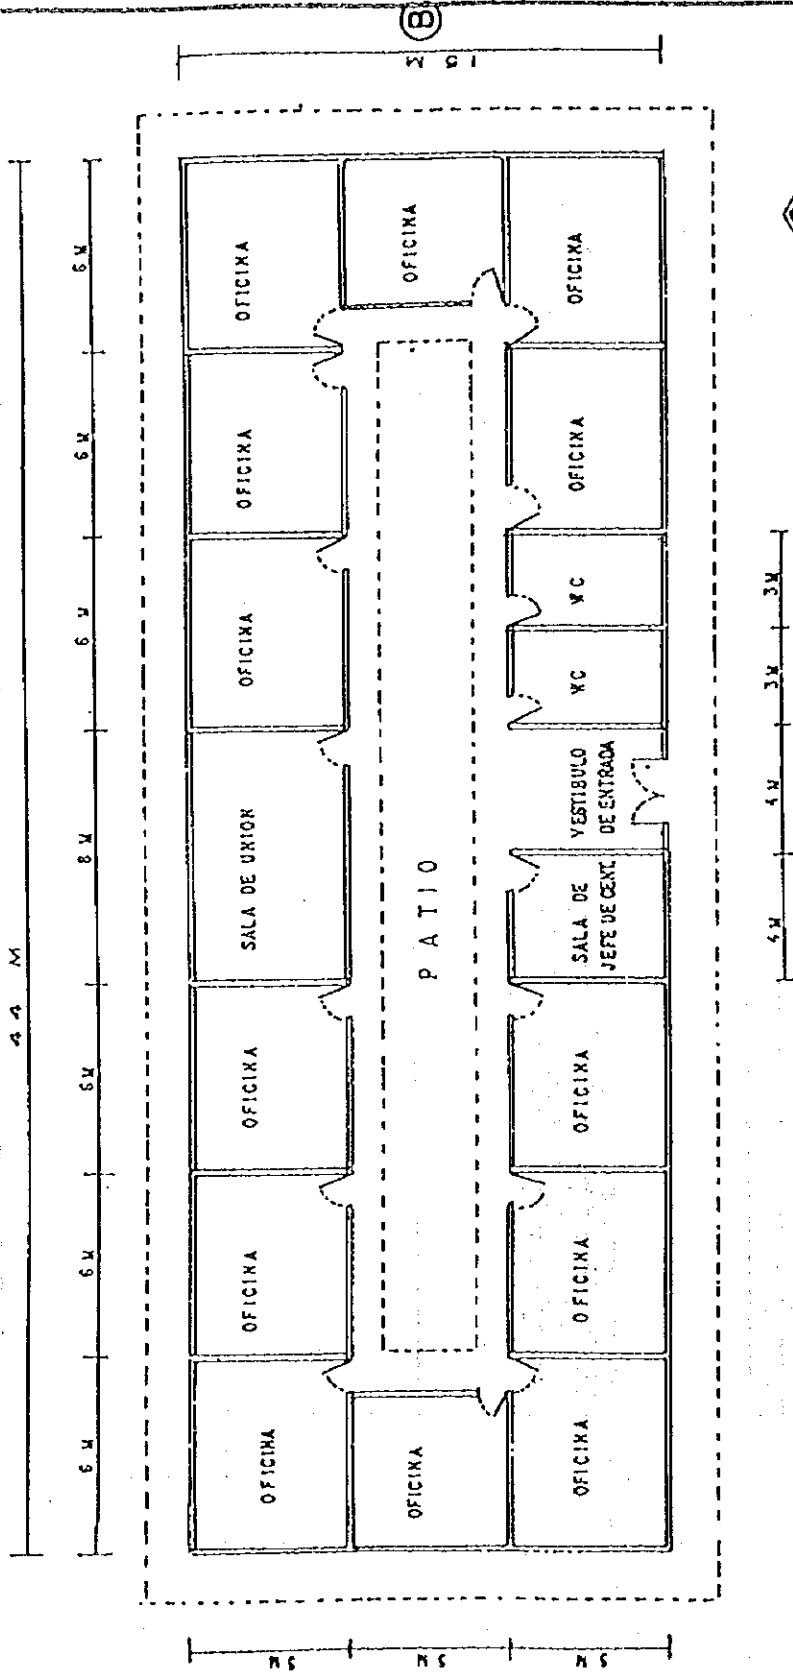 B
15 M
44 M
6 M
6 M
6 M
8 M
6 M
6 M
6 M
OFICINA
OFICINA
OFICINA
OFICINA
OFICINA
OFICINA
WC
SALA DE UNION
WC
VESTIBULO
DE ENTRADA
PATIO
SALA DE
JEFE DE CENT.
OFICINA
OFICINA
OFICINA
OFICINA
OFICINA
OFICINA
OFICINA
3 M
3 M
4 M
4 M
5 M
5 M
5 M